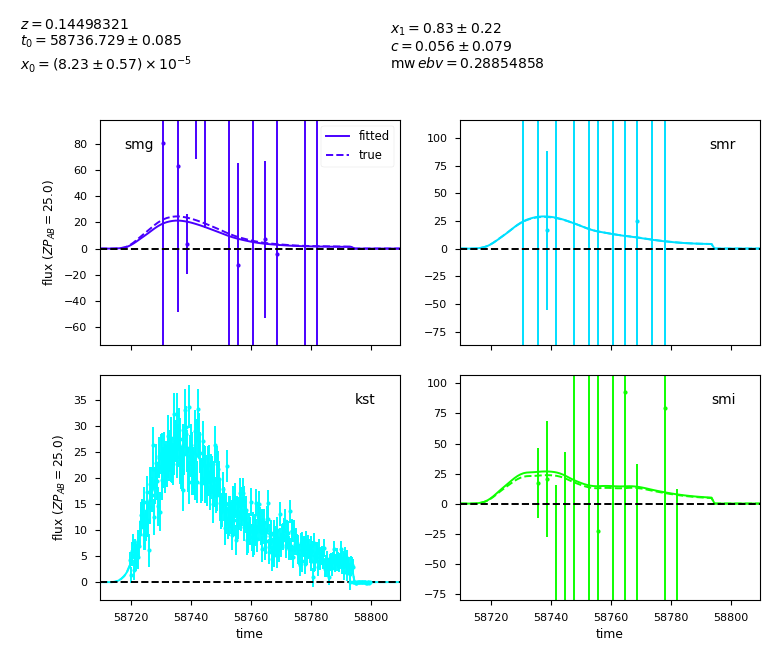 z = 0.14498321
t₀ = 58736.729 ± 0.085
x₀ = (8.23 ± 0.57) × 10⁻⁵
x₁ = 0.83 ± 0.22
c = 0.056 ± 0.079
mw ebv = 0.28854858
smg
fitted
true
80
60
40
20
0
−20
−40
−60
flux (ZP_AB = 25.0)
smr
100
75
50
25
0
−25
−50
−75
kst
35
30
25
20
15
10
5
0
flux (ZP_AB = 25.0)
58720 58740 58760 58780 58800
time
smi
100
75
50
25
0
−25
−50
−75
58720 58740 58760 58780 58800
time